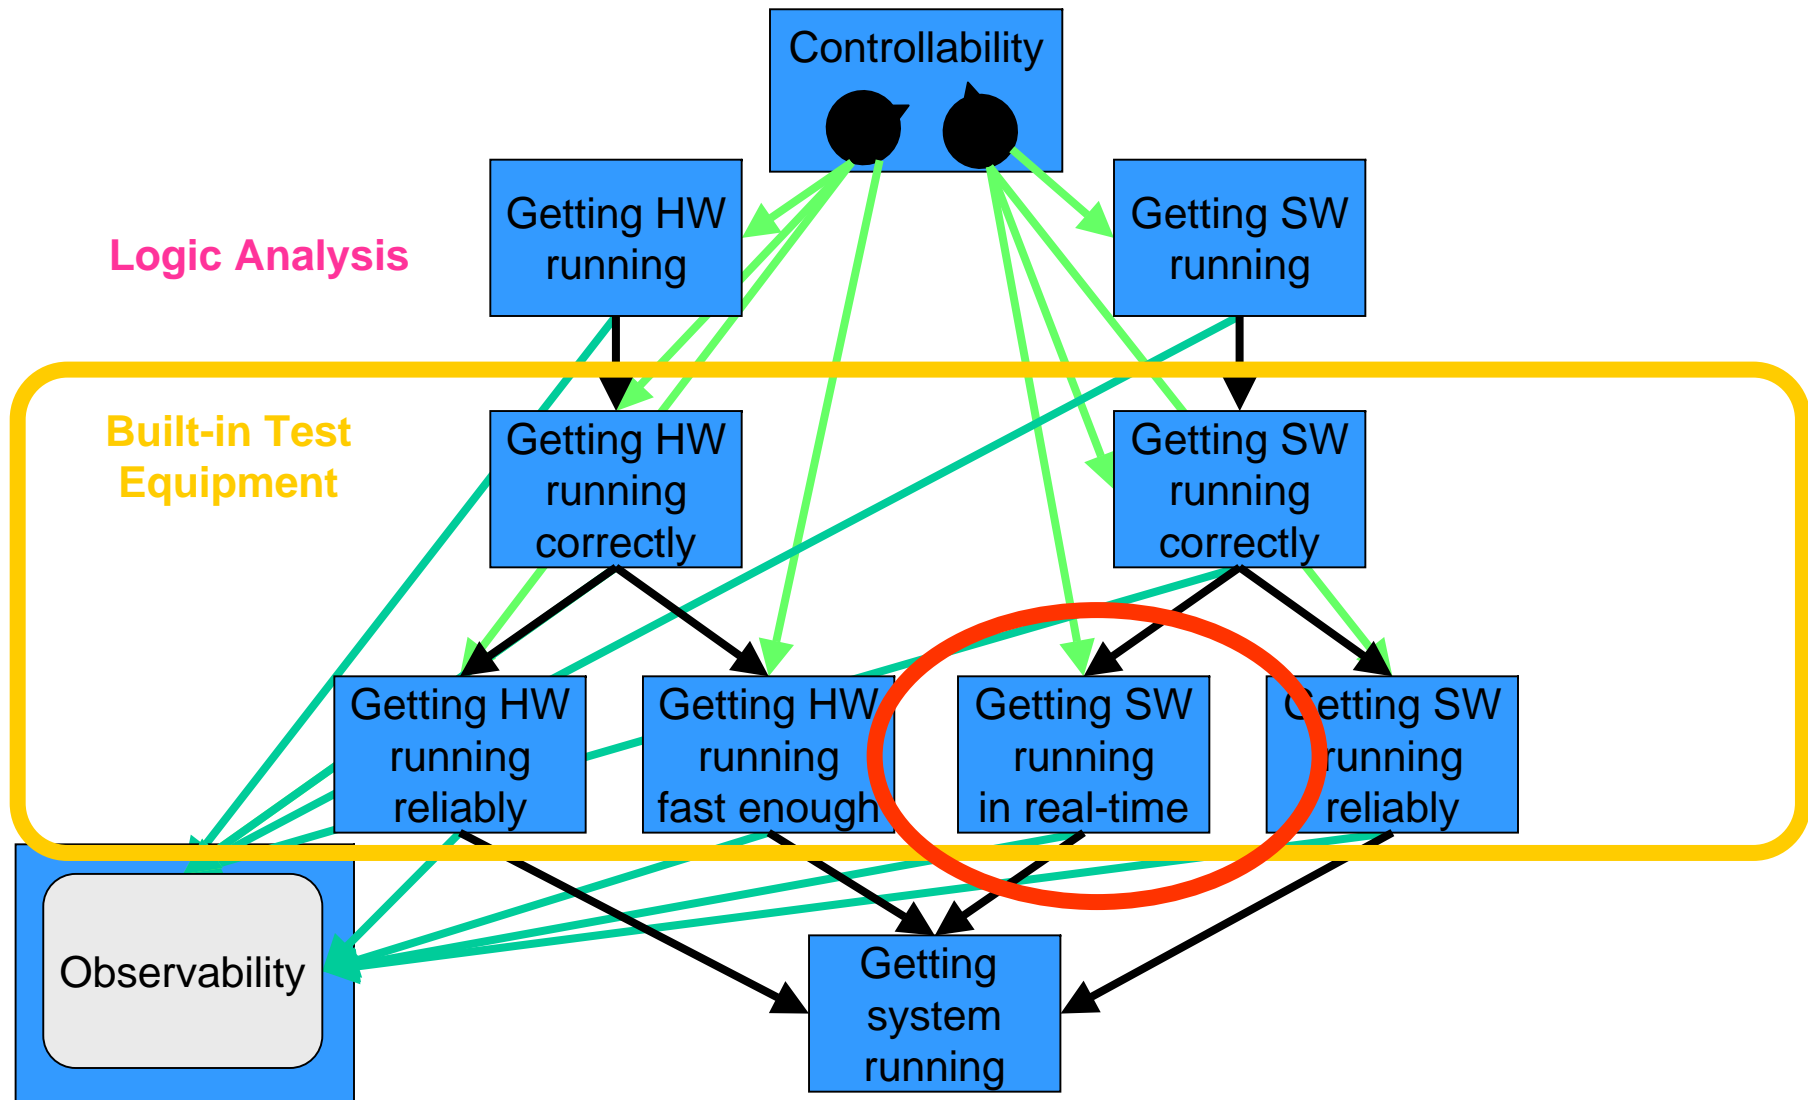 Controllability
Getting HW
running
Getting SW
running
Logic Analysis
Built-in Test
Equipment
Getting HW
running
correctly
Getting SW
running
correctly
Getting HW
running
reliably
Getting HW
running
fast enough
Getting SW
running
in real-time
Getting SW
running
reliably
Observability
Getting
system
running